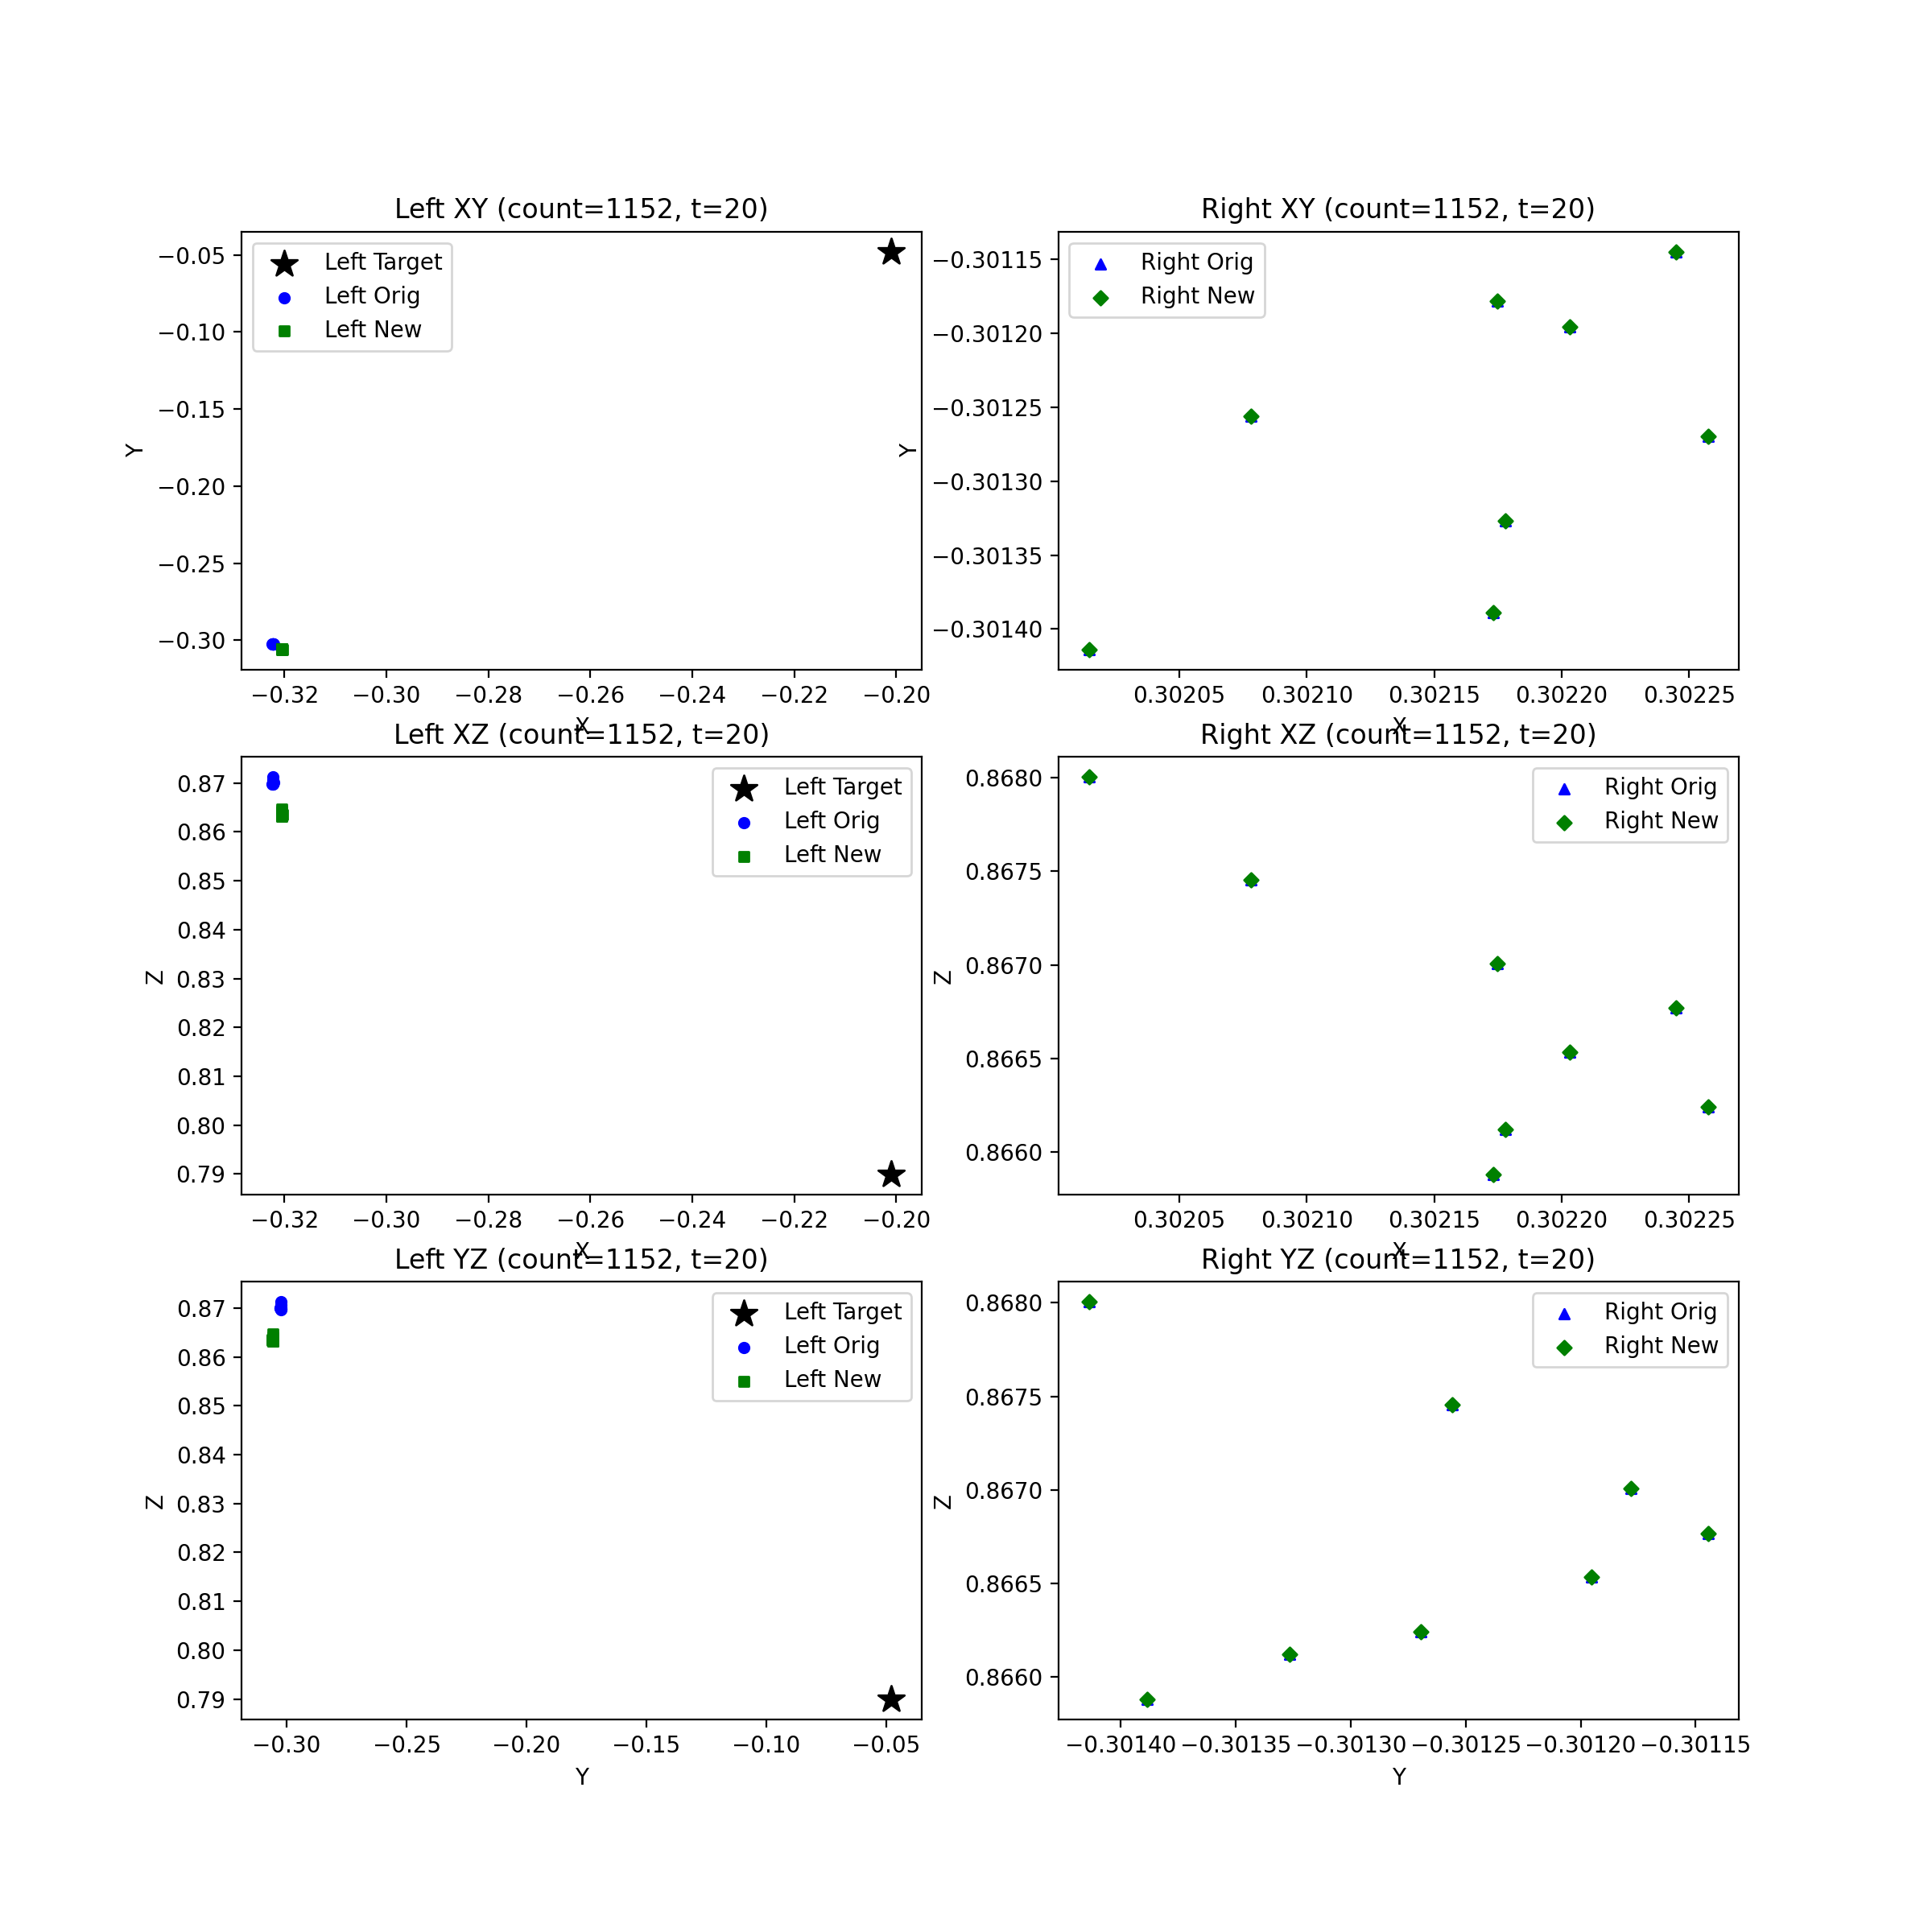 Left XY (count=1152, t=20)
Left Target
Left Orig
Left New
−0.05
−0.10
−0.15
−0.20
−0.25
−0.30
Y
−0.32 −0.30 −0.28 −0.26 −0.24 −0.22 −0.20
X
Right XY (count=1152, t=20)
Right Orig
Right New
−0.30115
−0.30120
−0.30125
−0.30130
−0.30135
−0.30140
Y
0.30205 0.30210 0.30215 0.30220 0.30225
X
Left XZ (count=1152, t=20)
Left Target
Left Orig
Left New
0.87
0.86
0.85
0.84
0.83
0.82
0.81
0.80
0.79
Z
−0.32 −0.30 −0.28 −0.26 −0.24 −0.22 −0.20
X
Right XZ (count=1152, t=20)
Right Orig
Right New
0.8680
0.8675
0.8670
0.8665
0.8660
Z
0.30205 0.30210 0.30215 0.30220 0.30225
X
Left YZ (count=1152, t=20)
Left Target
Left Orig
Left New
0.87
0.86
0.85
0.84
0.83
0.82
0.81
0.80
0.79
Z
−0.30 −0.25 −0.20 −0.15 −0.10 −0.05
Y
Right YZ (count=1152, t=20)
Right Orig
Right New
0.8680
0.8675
0.8670
0.8665
0.8660
Z
−0.30140 −0.30135 −0.30130 −0.30125 −0.30120 −0.30115
Y